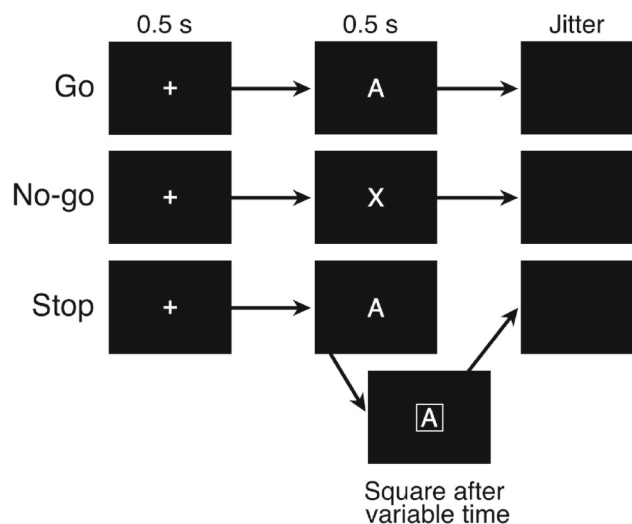 0.5 s 0.5 s Jitter
Go + A
No-go + X
Stop + A
A
Square after
variable time